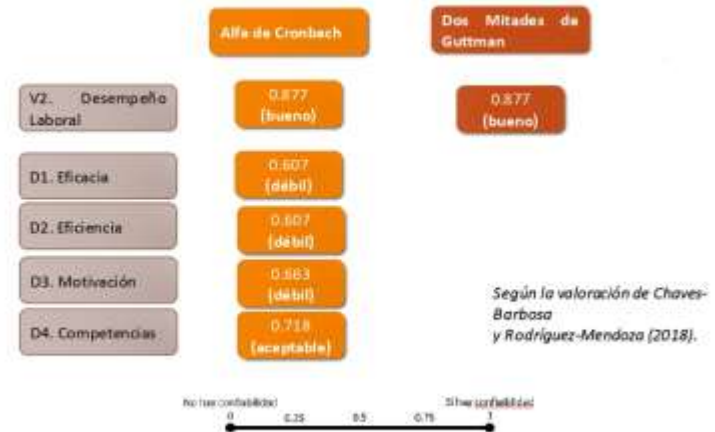 Alfa de Cronbach
Dos Mitades de
Guttman
V2. Desempeño
Laboral
0.877
(bueno)
0.877
(bueno)
D1. Eficacia
0.607
(débil)
D2. Eficiencia
0.607
(débil)
D3. Motivación
0.663
(débil)
D4. Competencias
0.718
(aceptable)
Según la valoración de Chaves-
Barbosa
y Rodríguez-Mendoza (2018).
No hay confiabilidad
Si hay confiabilidad
0 0.25 0.5 0.75 1